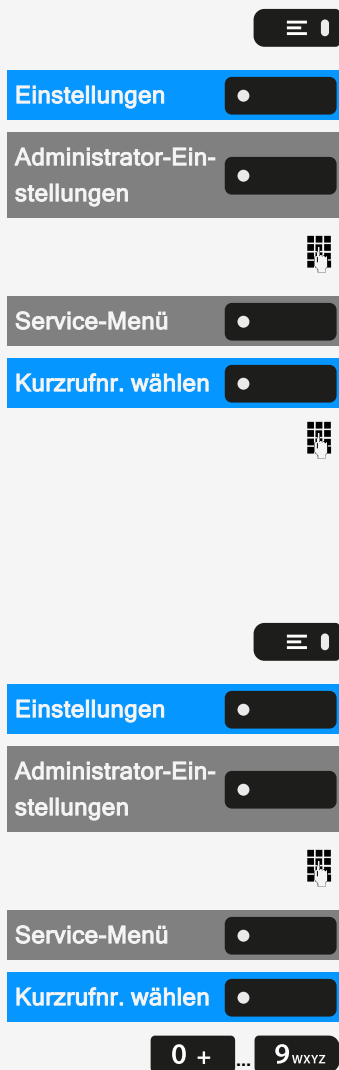 Einstellungen
Administrator-Ein-
stellungen
Service-Menü
Kurzrufnr. wählen
Einstellungen
Administrator-Ein-
stellungen
Service-Menü
Kurzrufnr. wählen
0 + ... 9 WXYZ